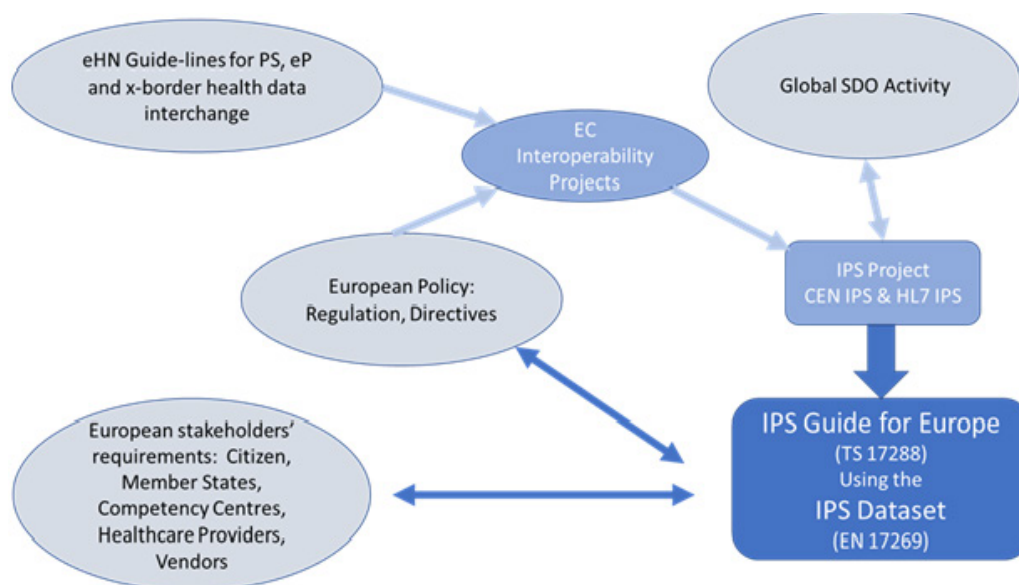 eHN Guide-lines for PS, eP
and x-border health data
interchange
Global SDO Activity
EC
Interoperability
Projects
European Policy:
Regulation, Directives
IPS Project
CEN IPS & HL7 IPS
European stakeholders’
requirements: Citizen,
Member States,
Competency Centres,
Healthcare Providers,
Vendors
IPS Guide for Europe
(TS 17288)
Using the
IPS Dataset
(EN 17269)